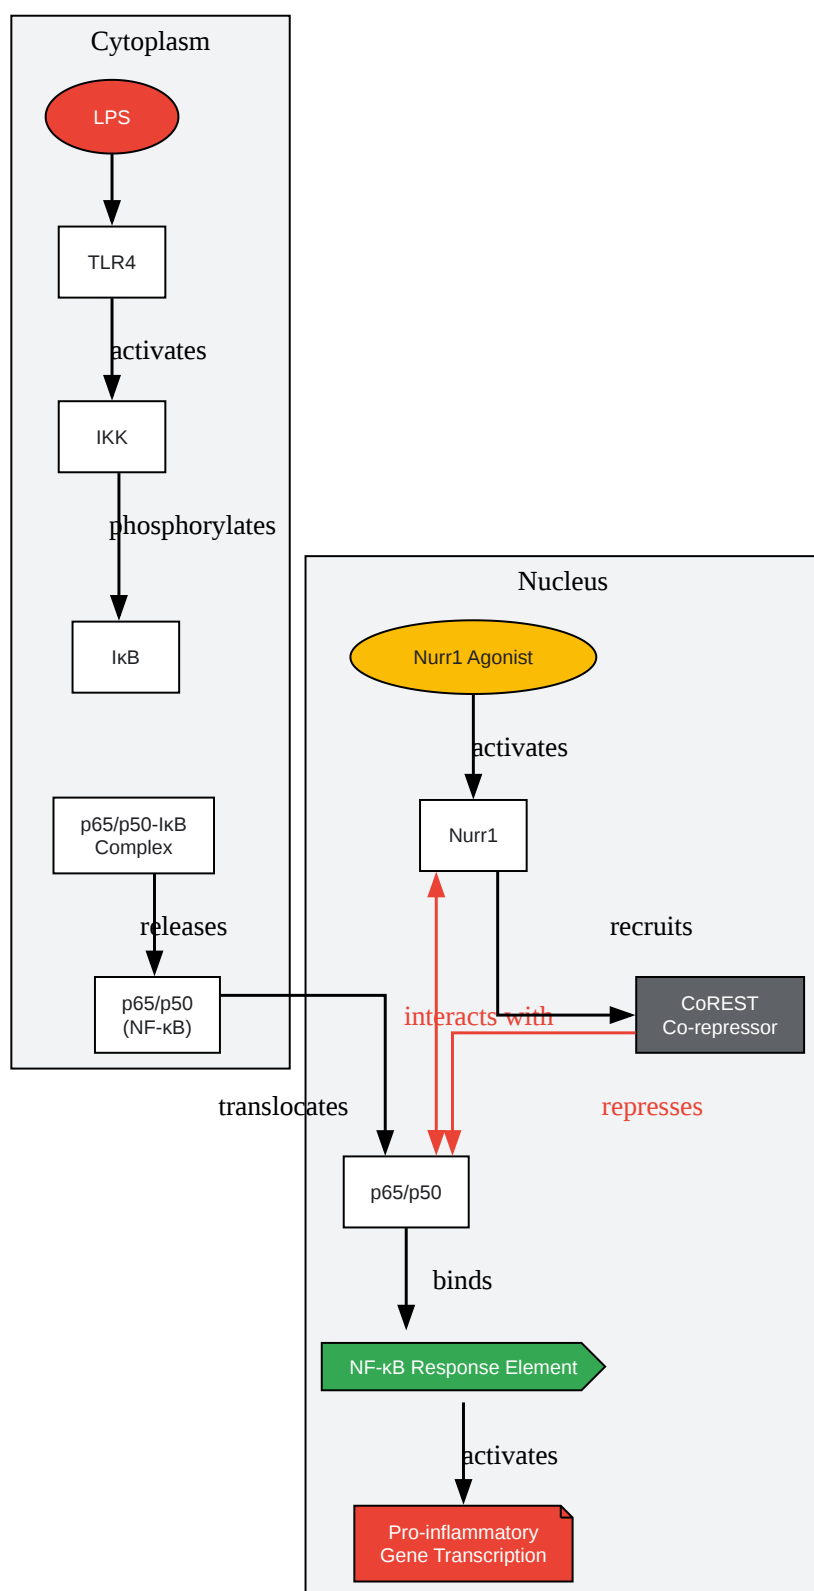 Cytoplasm
LPS
TLR4
activates
IKK
phosphorylates
IκB
p65/p50-IκB
Complex
releases
p65/p50
(NF-κB)
translocates
Nucleus
Nurr1 Agonist
activates
Nurr1
recruits
interacts with
CoREST
Co-repressor
represses
p65/p50
binds
NF-κB Response Element
activates
Pro-inflammatory
Gene Transcription